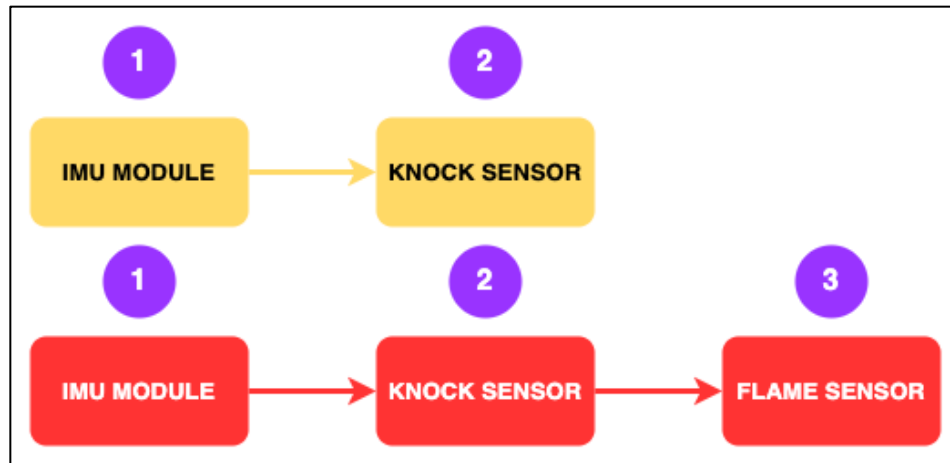 1 2
IMU MODULE KNOCK SENSOR
1 2 3
IMU MODULE KNOCK SENSOR FLAME SENSOR